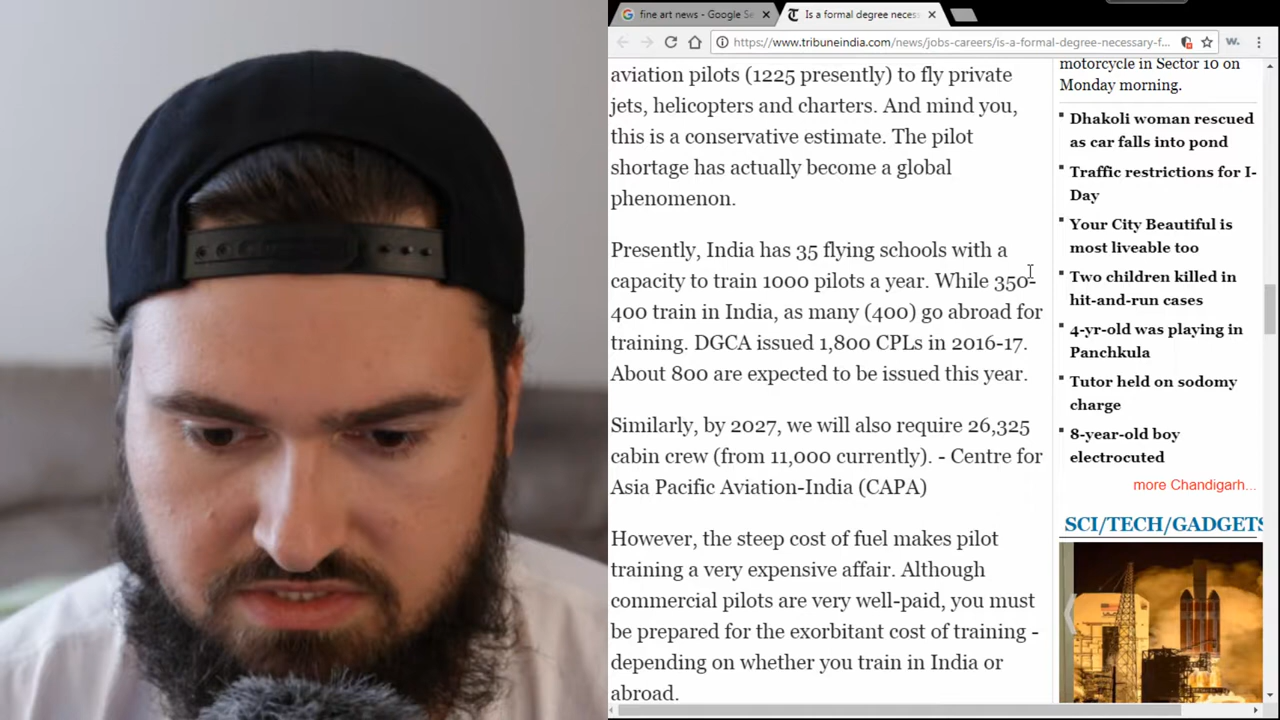 fine art news - Google Se
Is a formal degree neces
https://www.tribuneindia.com/news/jobs-careers/is-a-formal-degree-necessary-f...
w.
aviation pilots (1225 presently) to fly private
jets, helicopters and charters. And mind you,
this is a conservative estimate. The pilot
shortage has actually become a global
phenomenon.
Presently, India has 35 flying schools with a
capacity to train 1000 pilots a year. While 350-
400 train in India, as many (400) go abroad for
training. DGCA issued 1,800 CPLs in 2016-17.
About 800 are expected to be issued this year.
Similarly, by 2027, we will also require 26,325
cabin crew (from 11,000 currently). - Centre for
Asia Pacific Aviation-India (CAPA)
However, the steep cost of fuel makes pilot
training a very expensive affair. Although
commercial pilots are very well-paid, you must
be prepared for the exorbitant cost of training -
depending on whether you train in India or
abroad.
motorcycle in Sector 10 on
Monday morning.
Dhakoli woman rescued
as car falls into pond
Traffic restrictions for I-
Day
Your City Beautiful is
most liveable too
Two children killed in
hit-and-run cases
4-yr-old was playing in
Panchkula
Tutor held on sodomy
charge
8-year-old boy
electrocuted
more Chandigarh...
SCI/TECH/GADGETS